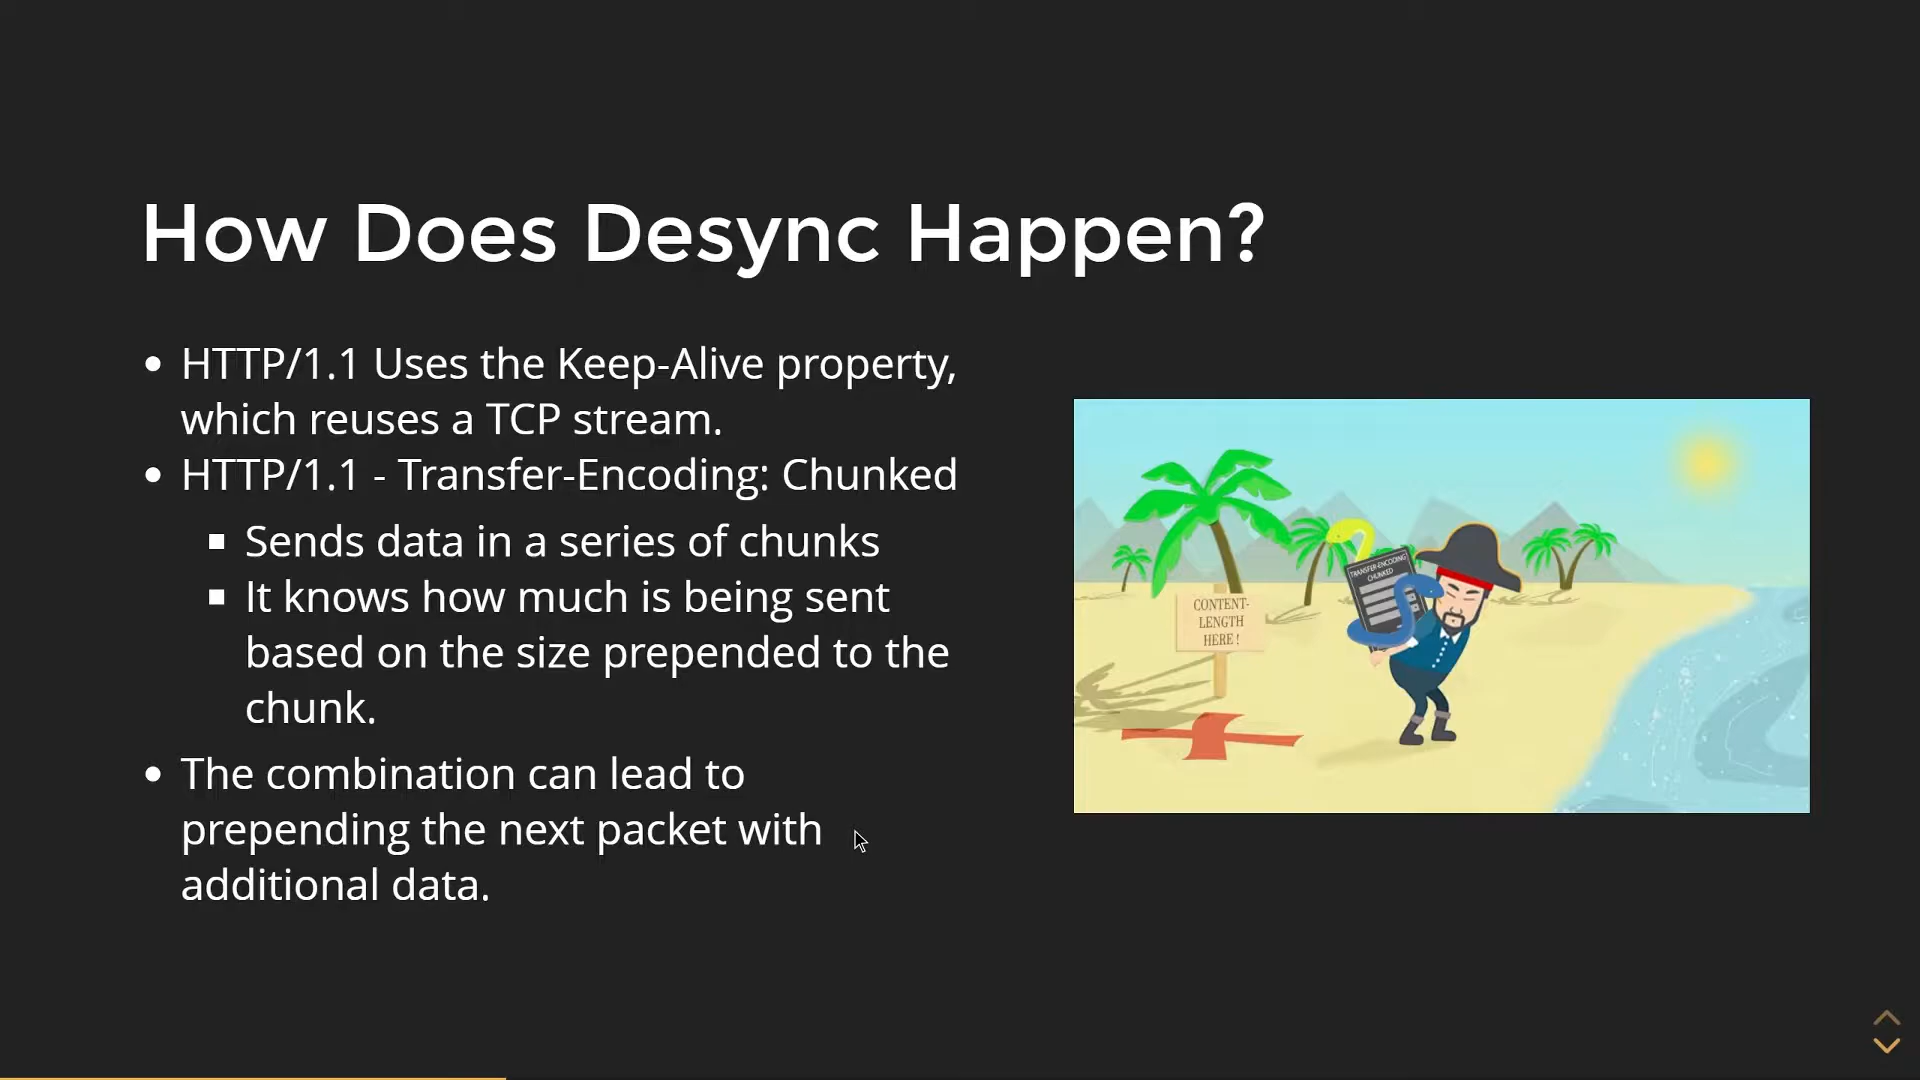 How Does Desync Happen?
• HTTP/1.1 Uses the Keep-Alive property,
which reuses a TCP stream.
• HTTP/1.1 - Transfer-Encoding: Chunked
▪ Sends data in a series of chunks
▪ It knows how much is being sent
based on the size prepended to the
chunk.
• The combination can lead to
prepending the next packet with
additional data.
TRANSFER-ENCODING
CHUNKED
CONTENT-
LENGTH
HERE !